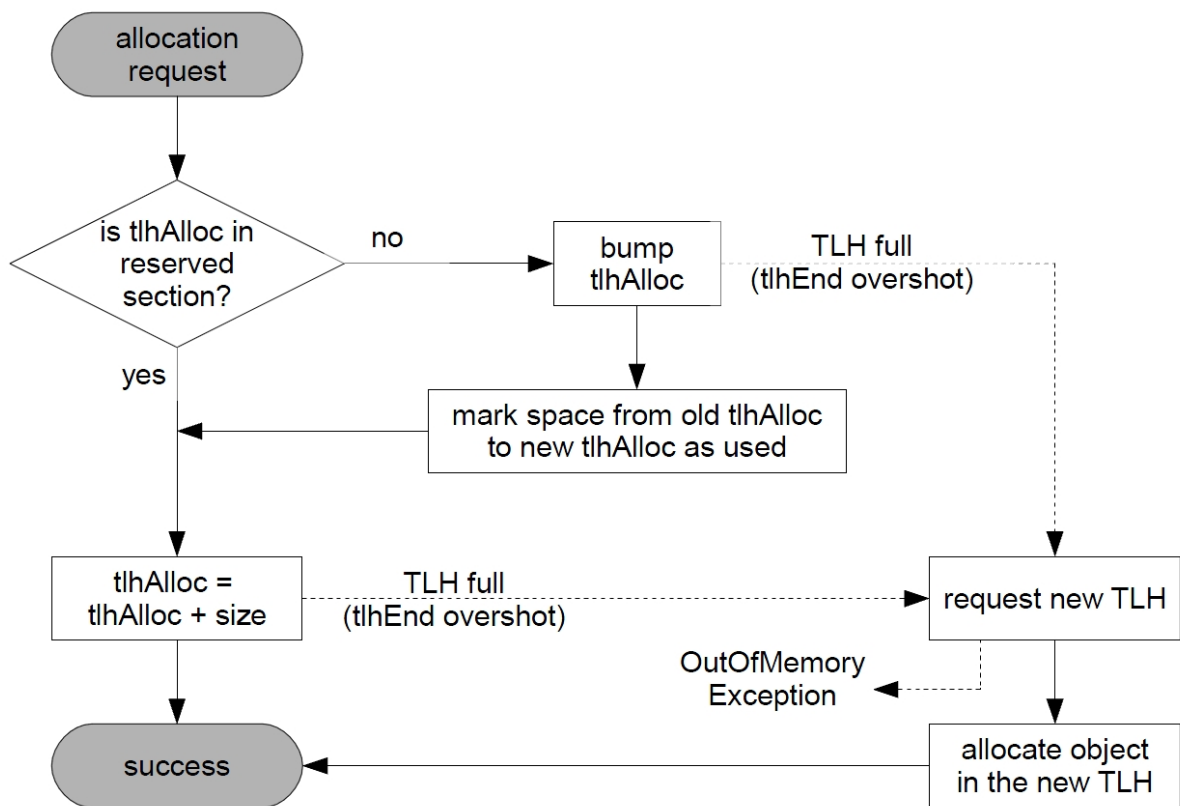 allocation
request
is tlhAlloc in
reserved
section?
no
bump
tlhAlloc
TLH full
(tlhEnd overshot)
yes
mark space from old tlhAlloc
to new tlhAlloc as used
tlhAlloc =
tlhAlloc + size
TLH full
(tlhEnd overshot)
request new TLH
OutOfMemory
Exception
success
allocate object
in the new TLH